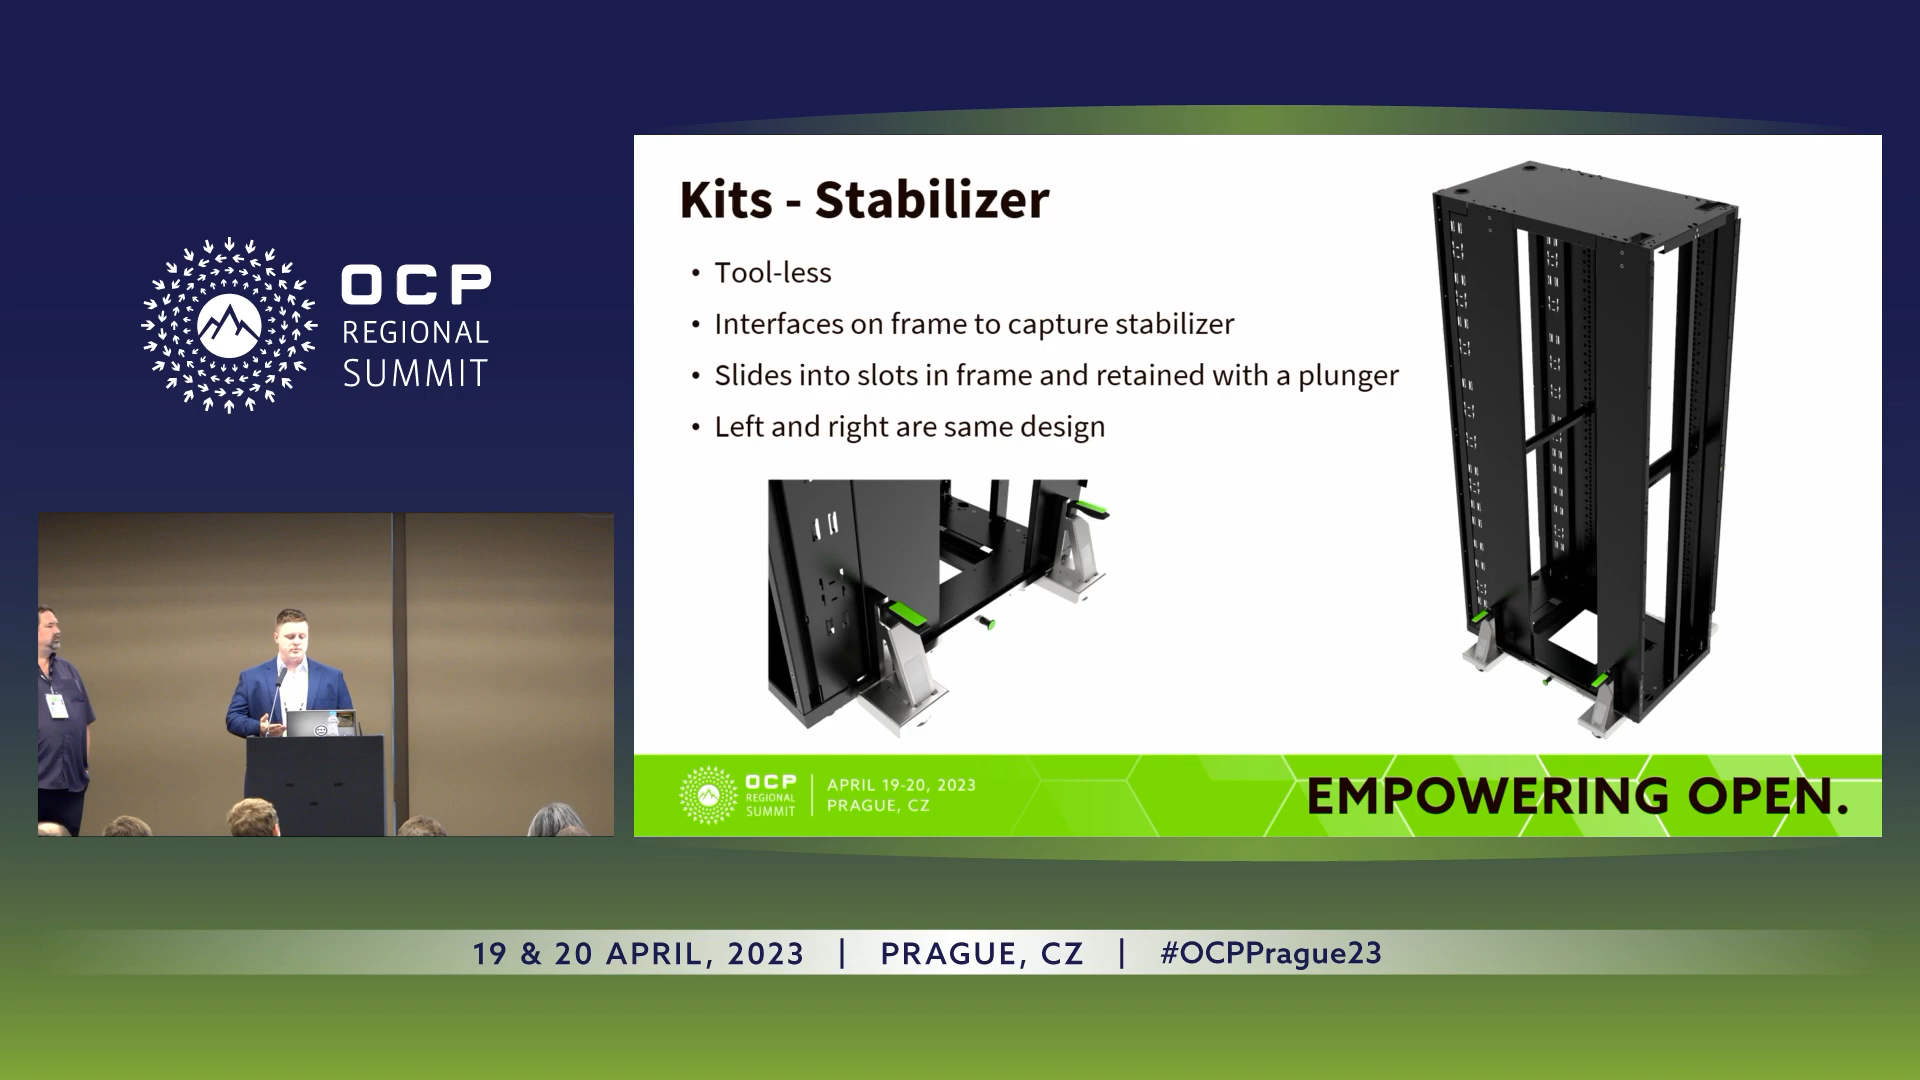 OCP
REGIONAL
SUMMIT
Kits - Stabilizer
• Tool-less
• Interfaces on frame to capture stabilizer
• Slides into slots in frame and retained with a plunger
• Left and right are same design
OCP
REGIONAL
SUMMIT
APRIL 19-20, 2023
PRAGUE, CZ
EMPOWERING OPEN.
19 & 20 APRIL, 2023 | PRAGUE, CZ | #OCPPrague23